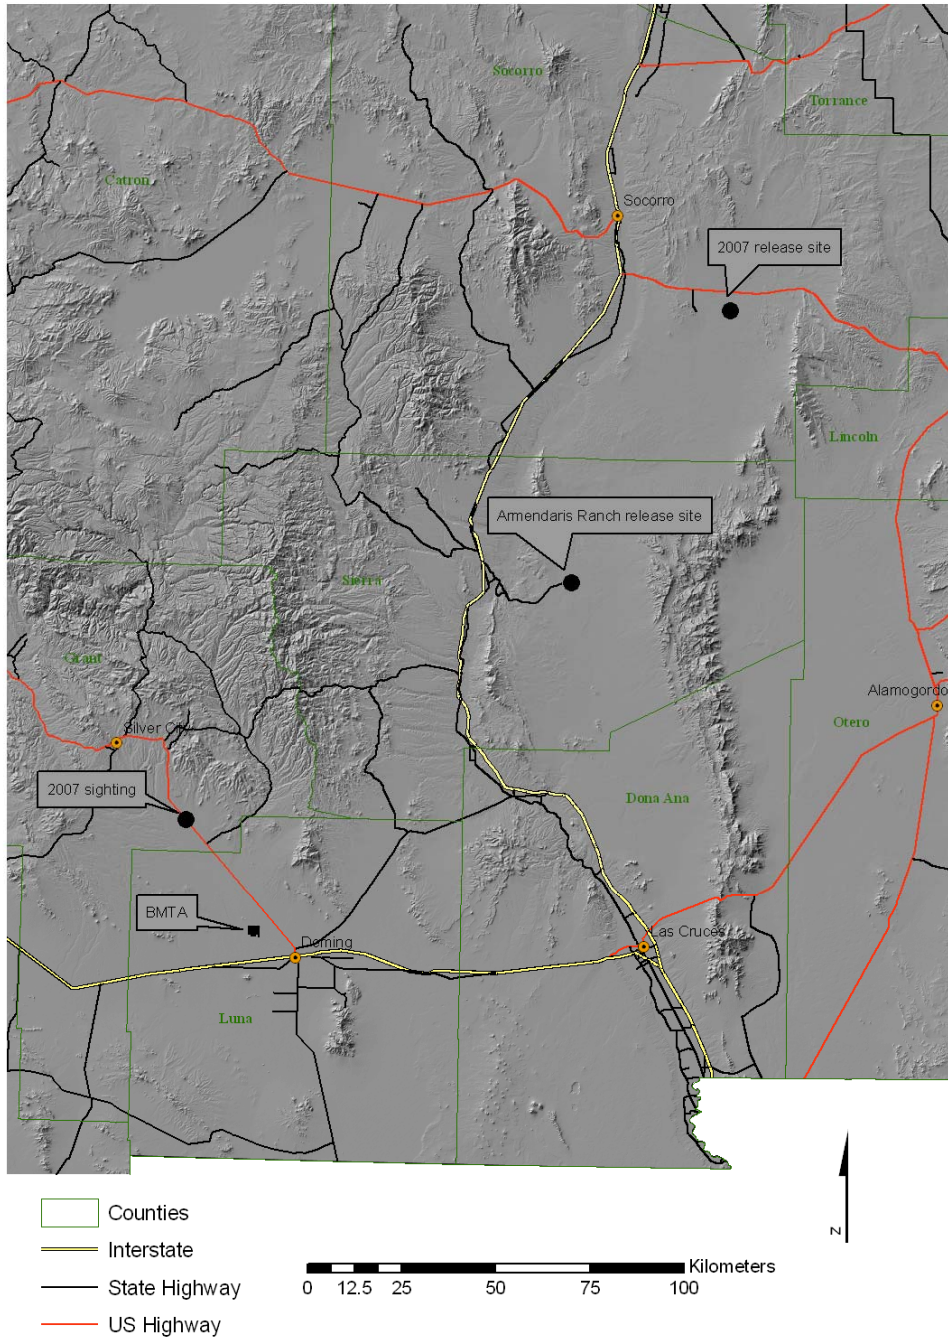 Socorro
Torrance
Catron
Socorro
2007 release site
Lincoln
Armendaris Ranch release site
Sierra
Grant
Alamogordo
Otero
Silver City
2007 sighting
Dona Ana
BMTA
Deming
Las Cruces
Luna
N
Counties
Interstate
State Highway
US Highway
Kilometers
0 12.5 25 50 75 100